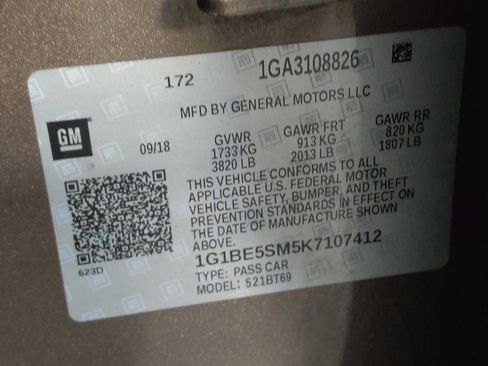 172 1GA3108826
MFD BY GENERAL MOTORS LLC
GM
09/18 GVWR GAWR FRT GAWR RR
1733 KG 913 KG 820 KG
3820 LB 2013 LB 1807 LB
THIS VEHICLE CONFORMS TO ALL
APPLICABLE U.S. FEDERAL MOTOR
VEHICLE SAFETY, BUMPER, AND THEFT
PREVENTION STANDARDS IN EFFECT ON
THE DATE OF MANUFACTURE SHOWN
ABOVE.
1G1BE5SM5K7107412
623D TYPE: PASS CAR
MODEL: 521BT69